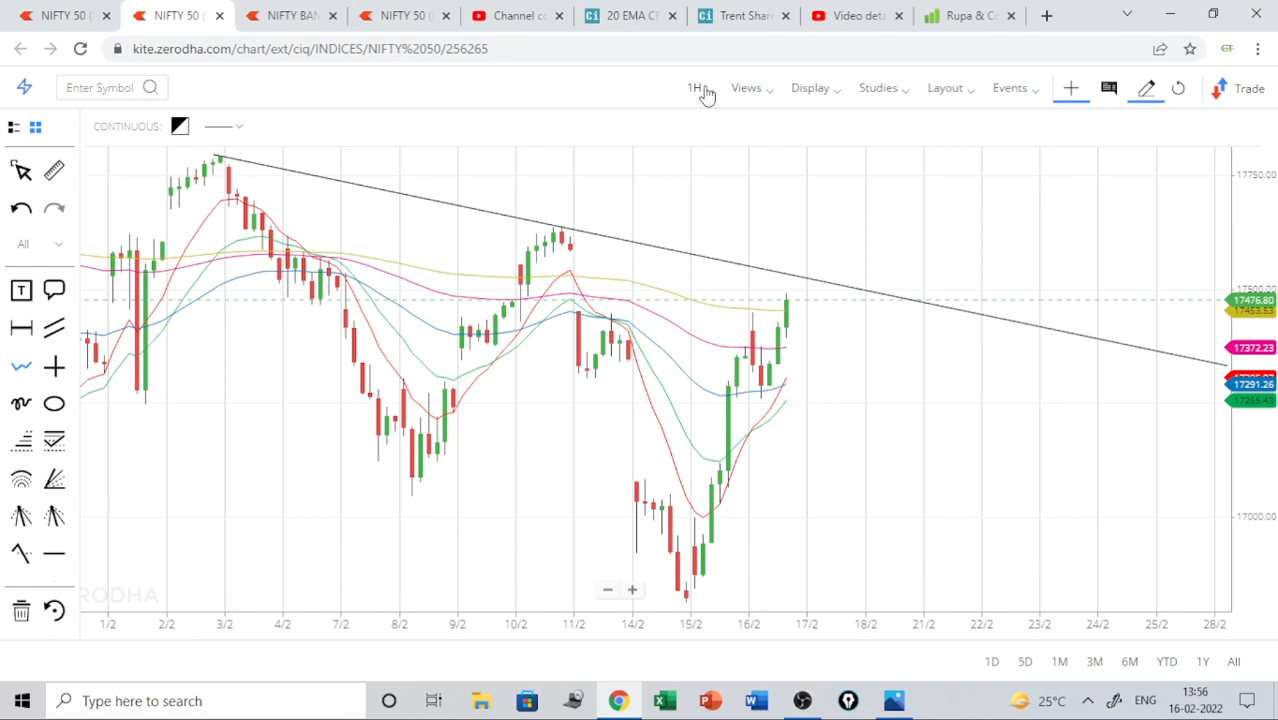 NIFTY 50 (
NIFTY 50 (
NIFTY BAN
NIFTY 50 (
Channel co
20 EMA CR
Trent Shar
Video deta
Rupa & Co
kite.zerodha.com/chart/ext/ciq/INDICES/NIFTY%2050/256265
Enter Symbol
1H
Views
Display
Studies
Layout
Events
Trade
CONTINUOUS:
All
T
17750.00
17500.00
17476.80
17453.53
17372.23
17291.26
17255.43
17000.00
RODHA
1/2 2/2 3/2 4/2 7/2 8/2 9/2 10/2 11/2 14/2 15/2 16/2 17/2 18/2 21/2 22/2 23/2 24/2 25/2 28/2
1D 5D 1M 3M 6M YTD 1Y All
Type here to search
25°C
ENG
13:56
16-02-2022